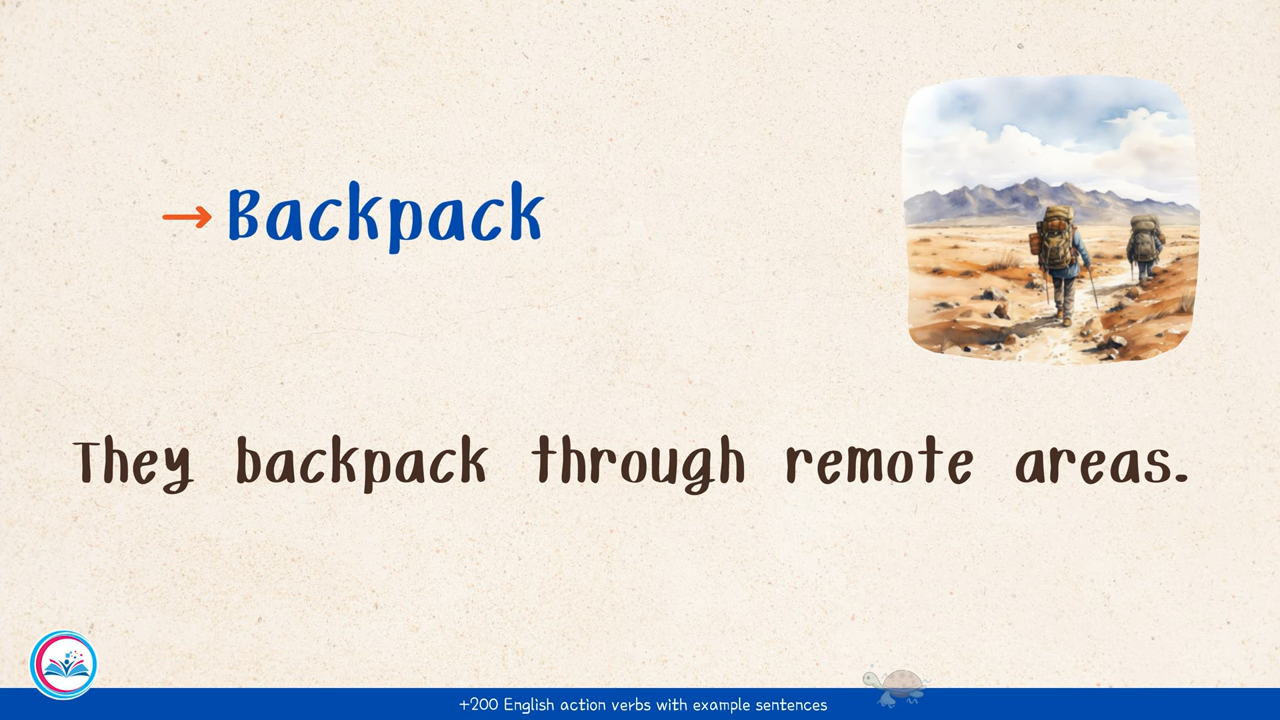 → Backpack
They backpack through remote areas.
+200 English action verbs with example sentences